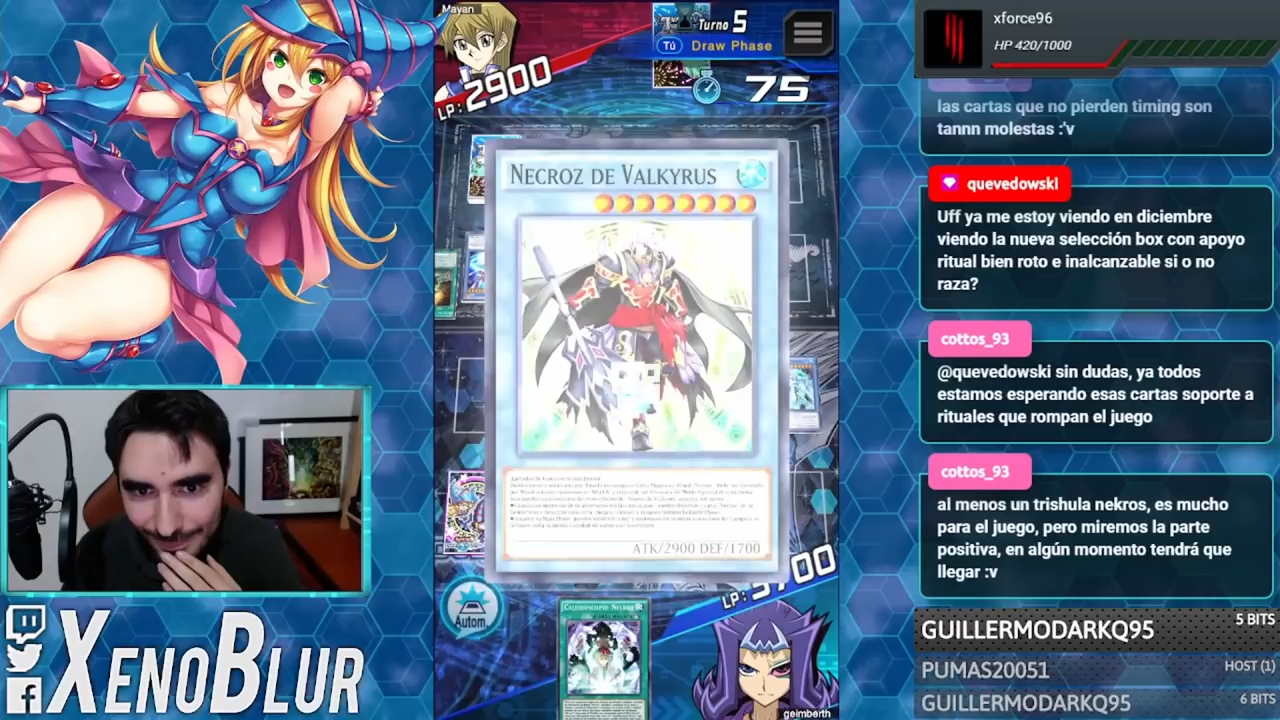 Mayan
LP: 2900
Turno 5
Tú
Draw Phase
75
NECROZ DE VALKYRUS
ATK/2900 DEF/1700
Autom.
CALEIDOSCOPIO NECROZ
LP:
geimberth
XENOBLUR
xforce96
HP 420/1000
las cartas que no pierden timing son
tannn molestas :'v
quevedowski
Uff ya me estoy viendo en diciembre
viendo la nueva selección box con apoyo
ritual bien roto e inalcanzable si o no
raza?
cottos_93
@quevedowski sin dudas, ya todos
estamos esperando esas cartas soporte a
rituales que rompan el juego
cottos_93
al menos un trishula nekros, es mucho
para el juego, pero miremos la parte
positiva, en algún momento tendrá que
llegar :v
GUILLERMODARKQ95
5 BITS
PUMAS20051
HOST (1)
GUILLERMODARKQ95
6 BITS